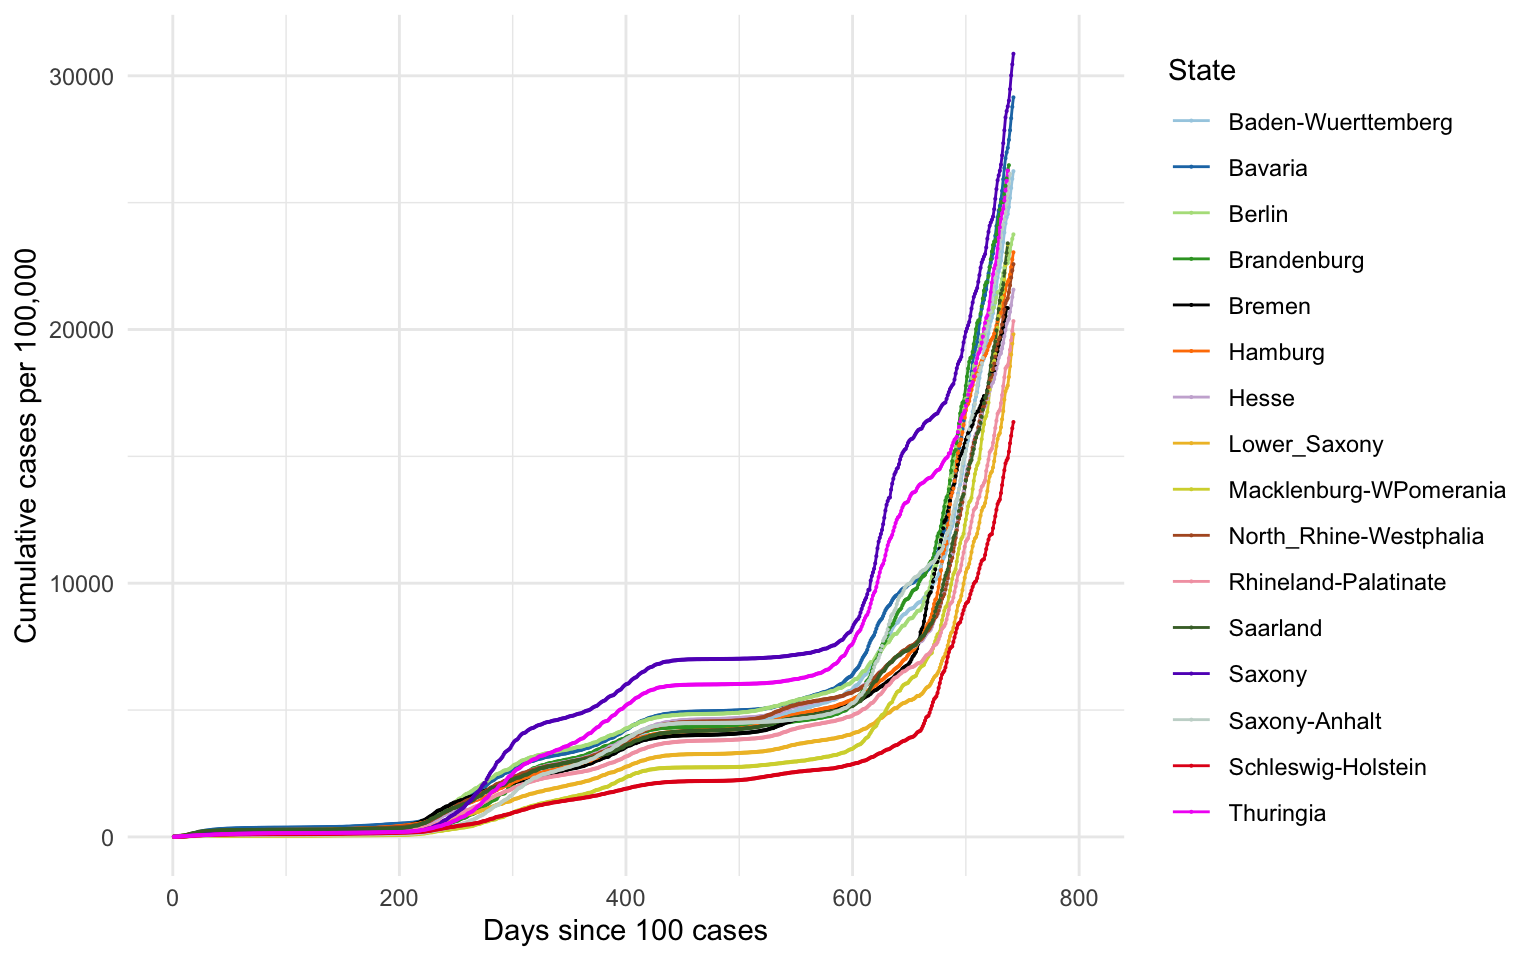 Cumulative cases per 100,000
30000
20000
10000
0
0 200 400 600 800
Days since 100 cases
State
Baden-Wuerttemberg
Bavaria
Berlin
Brandenburg
Bremen
Hamburg
Hesse
Lower_Saxony
Macklenburg-WPomerania
North_Rhine-Westphalia
Rhineland-Palatinate
Saarland
Saxony
Saxony-Anhalt
Schleswig-Holstein
Thuringia